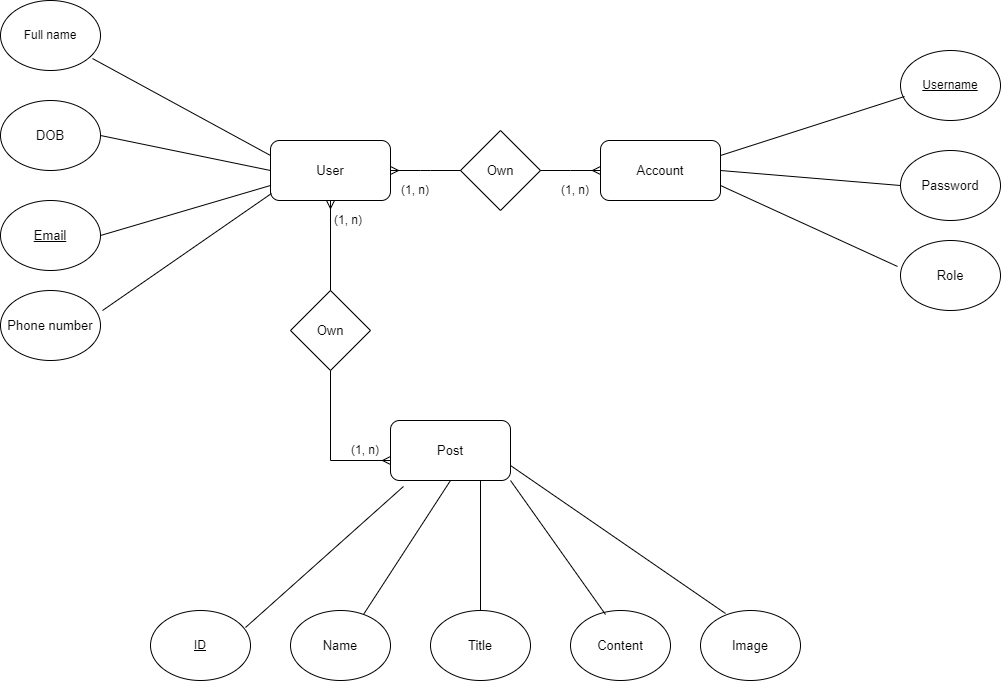 Full name
Username
DOB
User
Own
Account
Password
(1, n)
(1, n)
(1, n)
Email
Role
Phone number
Own
(1, n)
Post
ID
Name
Title
Content
Image